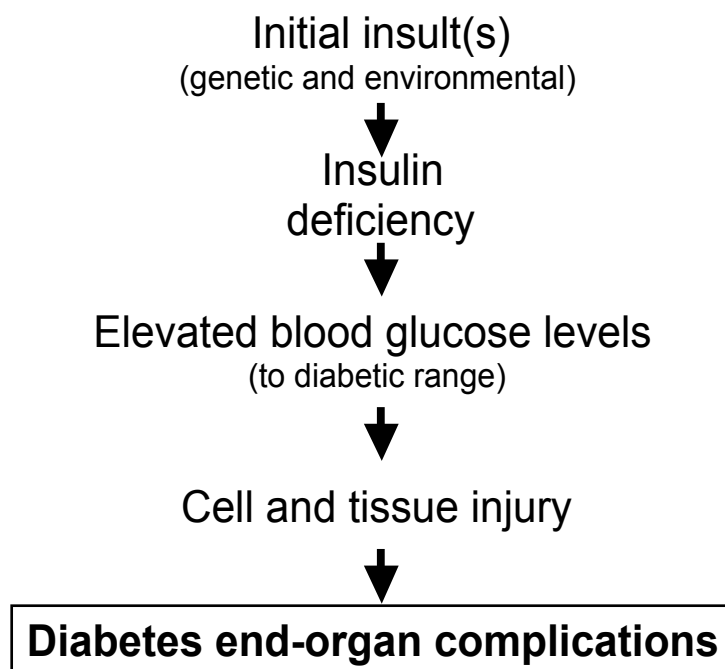 Initial insult(s)
(genetic and environmental)
Insulin
deficiency
Elevated blood glucose levels
(to diabetic range)
Cell and tissue injury
Diabetes end-organ complications